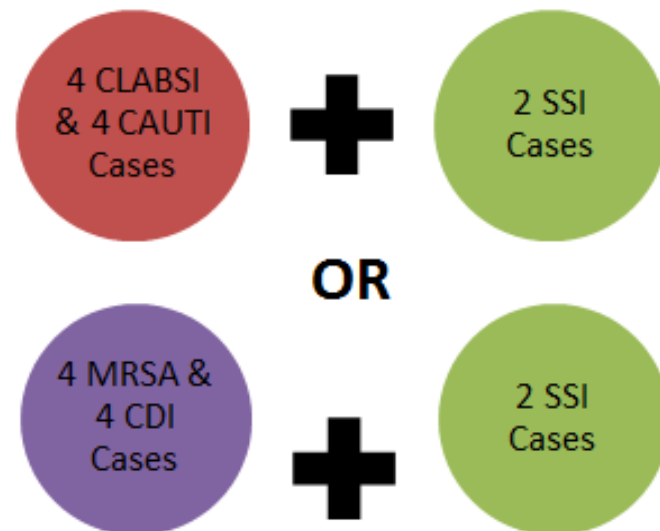 4 CLABSI
& 4 CAUTI
Cases
2 SSI
Cases
OR
4 MRSA &
4 CDI
Cases
2 SSI
Cases